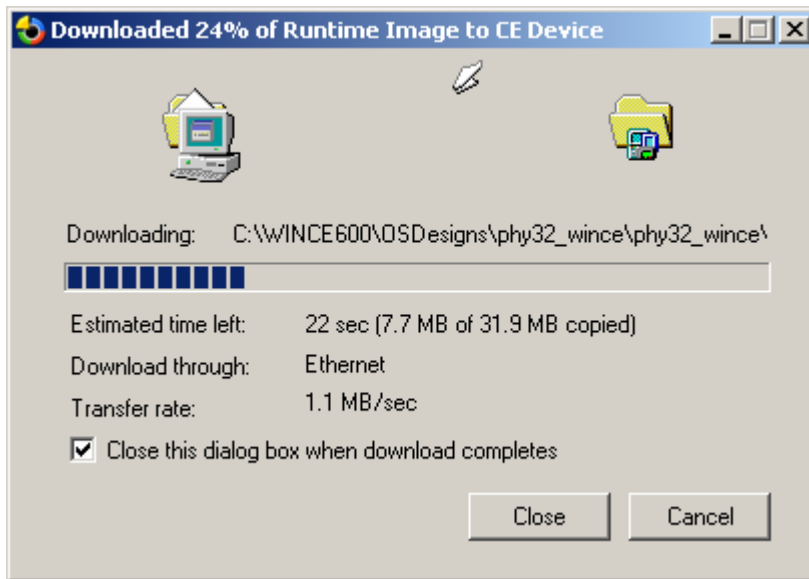 Downloaded 24% of Runtime Image to CE Device
Downloading: C:\WINCE600\OSDesigns\phy32_wince\phy32_wince\
Estimated time left: 22 sec (7.7 MB of 31.9 MB copied)
Download through: Ethernet
Transfer rate: 1.1 MB/sec
Close this dialog box when download completes
Close Cancel